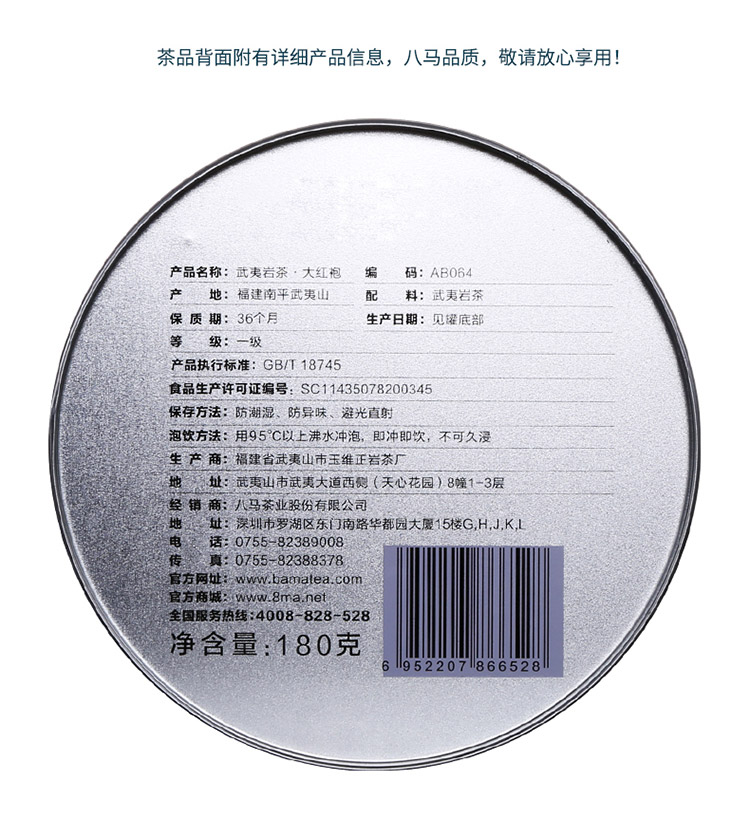 茶品背面附有详细产品信息，八马品质，敬请放心享用！
产品名称：武夷岩茶·大红袍 编 码：AB064
产 地：福建南平武夷山 配 料：武夷岩茶
保 质 期：36个月 生产日期：见罐底部
等 级：一级
产品执行标准：GB/T 18745
食品生产许可证编号：SC11435078200345
保存方法：防潮湿、防异味、避光直射
泡饮方法：用95℃以上沸水冲泡，即冲即饮，不可久浸
生 产 商：福建省武夷山市玉维正岩茶厂
地 址：武夷山市武夷大道西侧（天心花园）8幢1-3层
经 销 商：八马茶业股份有限公司
地 址：深圳市罗湖区东门南路华都园大厦15楼G,H,J,K,L
电 话：0755-82389008
传 真：0755-82388378
官方网址：www.bamatea.com
官方商城：www.8ma.net
全国服务热线：4008-828-528
净含量：180克
6 952207 866528